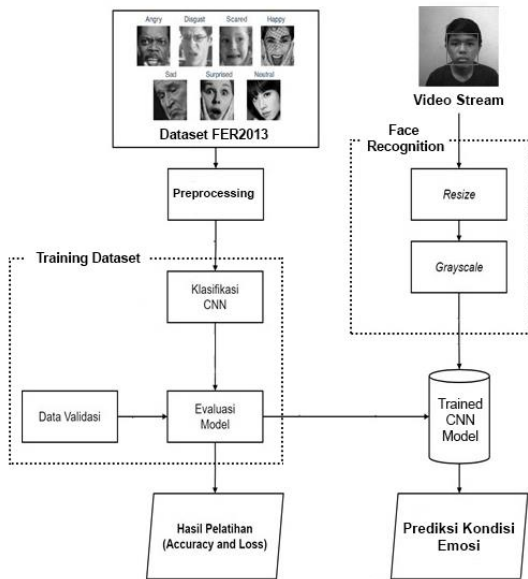 Angry Disgust Scared Happy
Sad Surprised Neutral
Dataset FER2013
Video Stream
Face
Recognition
Preprocessing
Resize
Training Dataset
Grayscale
Klasifikasi
CNN
Data Validasi
Evaluasi
Model
Trained
CNN
Model
Hasil Pelatihan
(Accuracy and Loss)
Prediksi Kondisi
Emosi